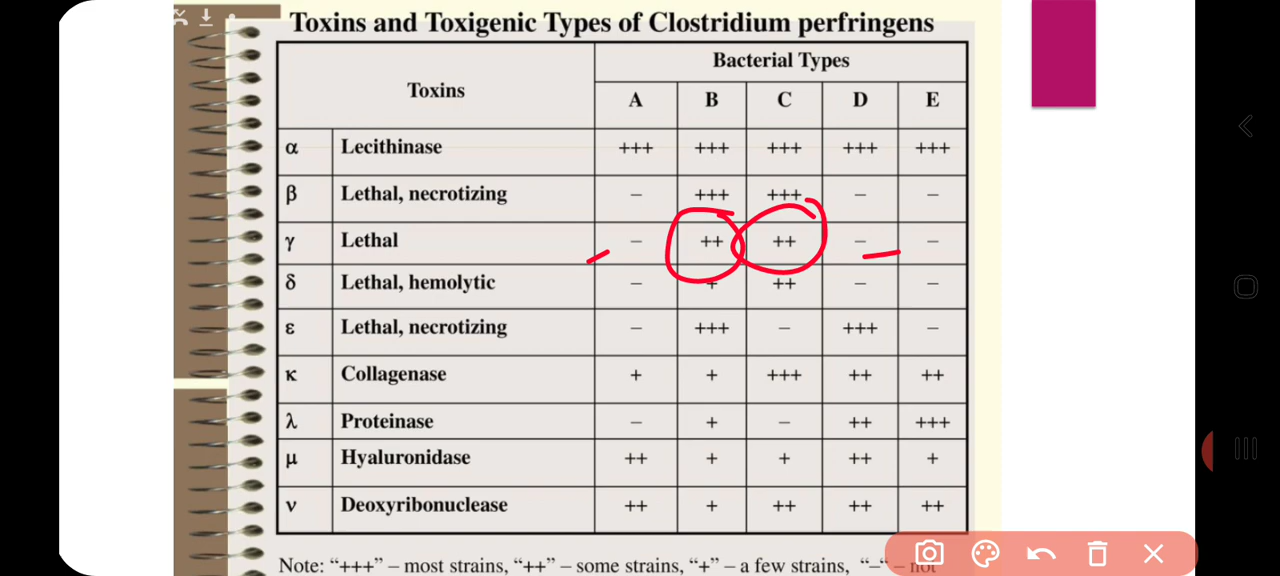 Toxins and Toxigenic Types of Clostridium perfringens
Toxins Bacterial Types
A B C D E
α Lecithinase +++ +++ +++ +++ +++
β Lethal, necrotizing – +++ +++ – –
γ Lethal – ++ ++ – –
δ Lethal, hemolytic – + ++ – –
ε Lethal, necrotizing – +++ – +++ –
κ Collagenase + + +++ ++ ++
λ Proteinase – + – ++ +++
μ Hyaluronidase ++ + + ++ +
ν Deoxyribonuclease ++ + ++ ++ ++
Note: “+++” – most strains, “++” – some strains, “+” – a few strains, “–“ – not